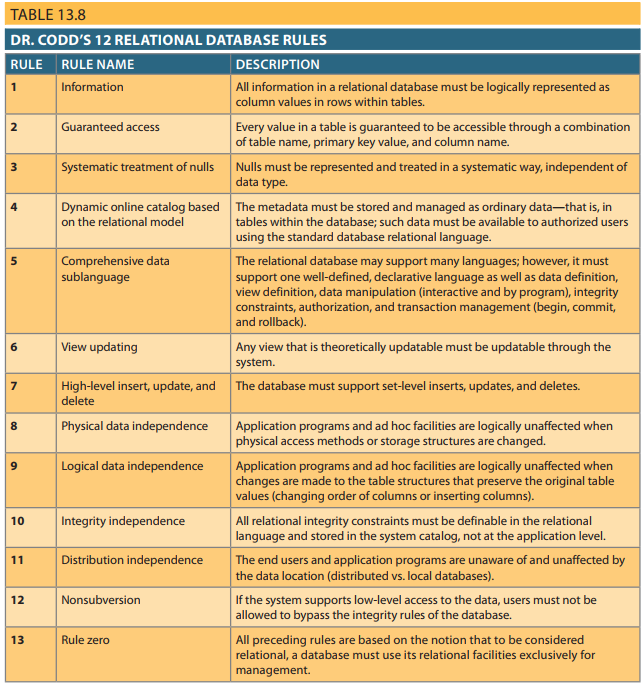 TABLE 13.8
DR. CODD'S 12 RELATIONAL DATABASE RULES
RULE RULE NAME DESCRIPTION
1 Information All information in a relational database must be logically represented as
column values in rows within tables.
2 Guaranteed access Every value in a table is guaranteed to be accessible through a combination
of table name, primary key value, and column name.
3 Systematic treatment of nulls Nulls must be represented and treated in a systematic way, independent of
data type.
4 Dynamic online catalog based The metadata must be stored and managed as ordinary data—that is, in
on the relational model tables within the database; such data must be available to authorized users
using the standard database relational language.
5 Comprehensive data The relational database may support many languages; however, it must
sublanguage support one well-defined, declarative language as well as data definition,
view definition, data manipulation (interactive and by program), integrity
constraints, authorization, and transaction management (begin, commit,
and rollback).
6 View updating Any view that is theoretically updatable must be updatable through the
system.
7 High-level insert, update, and The database must support set-level inserts, updates, and deletes.
delete
8 Physical data independence Application programs and ad hoc facilities are logically unaffected when
physical access methods or storage structures are changed.
9 Logical data independence Application programs and ad hoc facilities are logically unaffected when
changes are made to the table structures that preserve the original table
values (changing order of columns or inserting columns).
10 Integrity independence All relational integrity constraints must be definable in the relational
language and stored in the system catalog, not at the application level.
11 Distribution independence The end users and application programs are unaware of and unaffected by
the data location (distributed vs. local databases).
12 Nonsubversion If the system supports low-level access to the data, users must not be
allowed to bypass the integrity rules of the database.
13 Rule zero All preceding rules are based on the notion that to be considered
relational, a database must use its relational facilities exclusively for
management.